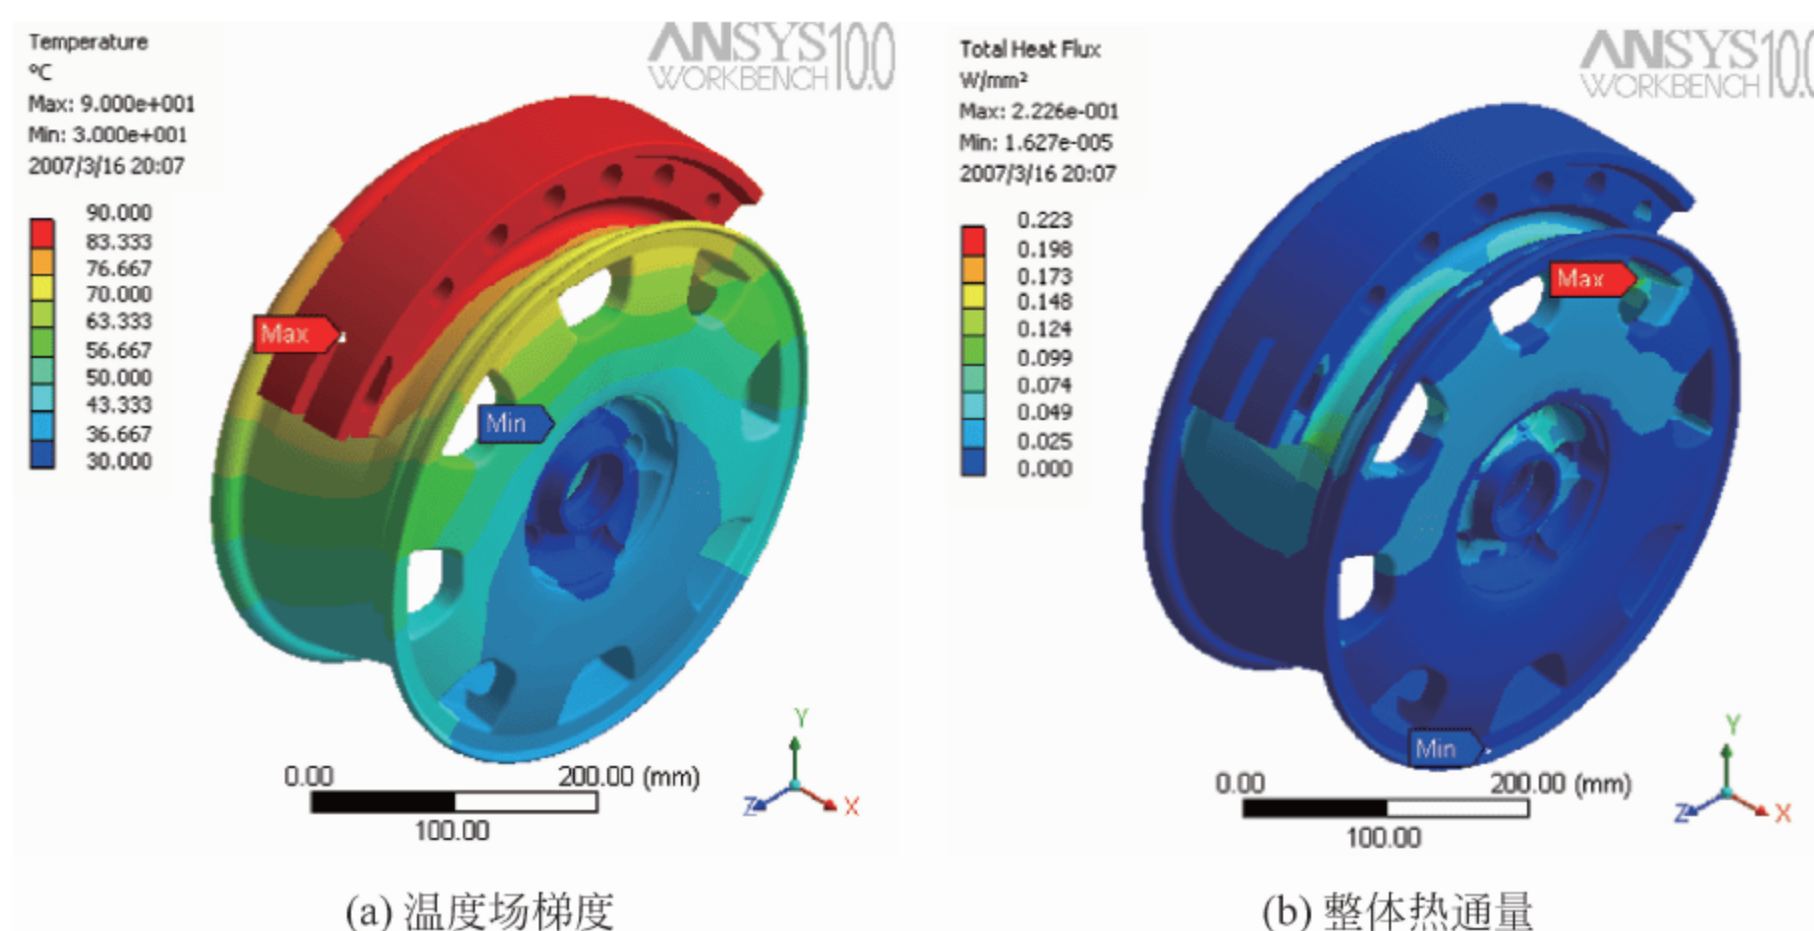 Temperature
°C
Max: 9.000e+001
Min: 3.000e+001
2007/3/16 20:07
90.000
83.333
76.667
70.000
63.333
56.667
50.000
43.333
36.667
30.000
ANSYS 10.0
WORKBENCH
Max
Min
0.00
200.00 (mm)
100.00
Y
Z
X
(a) 温度场梯度
Total Heat Flux
W/mm²
Max: 2.226e-001
Min: 1.627e-005
2007/3/16 20:07
0.223
0.198
0.173
0.148
0.124
0.099
0.074
0.049
0.025
0.000
ANSYS 10.0
WORKBENCH
Max
Min
0.00
200.00 (mm)
100.00
Y
Z
X
(b) 整体热通量